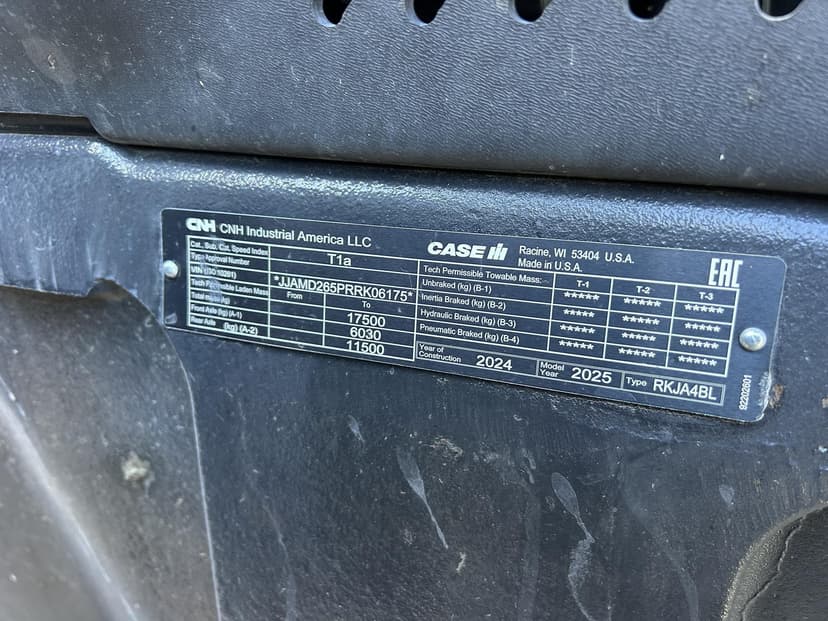 CNH CNH Industrial America LLC
CASE IH
Racine, WI 53404 U.S.A.
Made in U.S.A.
EAC
Cat., Sub. Cat. Speed Index
T1a
Type Approval Number
VIN (ISO 10261)
*JJAMD265PRRK06175*
Tech Permissible Laden Mass
From
To
Total mass (kg)
17500
Front Axle (kg) (A-1)
6030
Rear Axle (kg) (A-2)
11500
Tech Permissible Towable Mass:
T-1 T-2 T-3
Unbraked (kg) (B-1) ***** ***** *****
Inertia Braked (kg) (B-2) ***** ***** *****
Hydraulic Braked (kg) (B-3) ***** ***** *****
Pneumatic Braked (kg) (B-4) ***** ***** *****
Year of Construction 2024
Model Year 2025
Type RKJA4BL
92202601